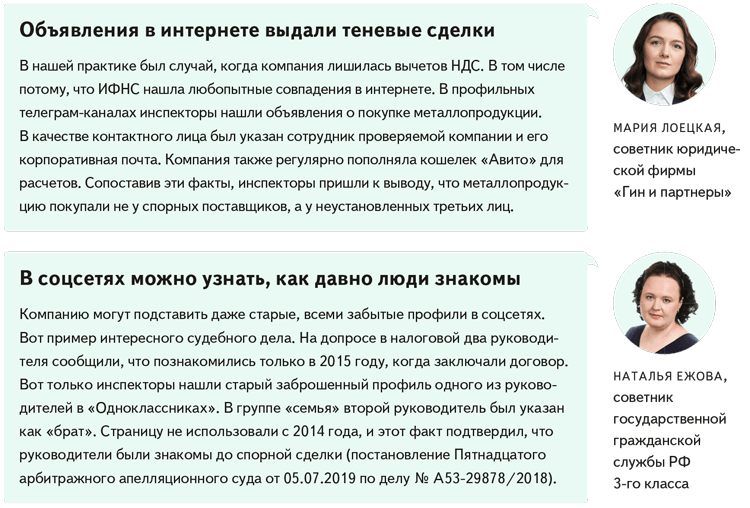 Объявления в интернете выдали теневые сделки
В нашей практике был случай, когда компания лишилась вычетов НДС. В том числе
потому, что ИФНС нашла любопытные совпадения в интернете. В профильных
телеграм-каналах инспекторы нашли объявления о покупке металлопродукции.
В качестве контактного лица был указан сотрудник проверяемой компании и его
корпоративная почта. Компания также регулярно пополняла кошелек «Авито» для
расчетов. Сопоставив эти факты, инспекторы пришли к выводу, что металлопродук-
цию покупали не у спорных поставщиков, а у неустановленных третьих лиц.
МАРИЯ ЛОЕЦКАЯ,
советник юридиче-
ской фирмы
«Гин и партнеры»
В соцсетях можно узнать, как давно люди знакомы
Компанию могут подставить даже старые, всеми забытые профили в соцсетях.
Вот пример интересного судебного дела. На допросе в налоговой два руководи-
теля сообщили, что познакомились только в 2015 году, когда заключали договор.
Вот только инспекторы нашли старый заброшенный профиль одного из руково-
дителей в «Одноклассниках». В группе «семья» второй руководитель был указан
как «брат». Страницу не использовали с 2014 года, и этот факт подтвердил, что
руководители были знакомы до спорной сделки (постановление Пятнадцатого
арбитражного апелляционного суда от 05.07.2019 по делу № А53-29878/2018).
НАТАЛЬЯ ЕЖОВА,
советник
государственной
гражданской
службы РФ
3-го класса